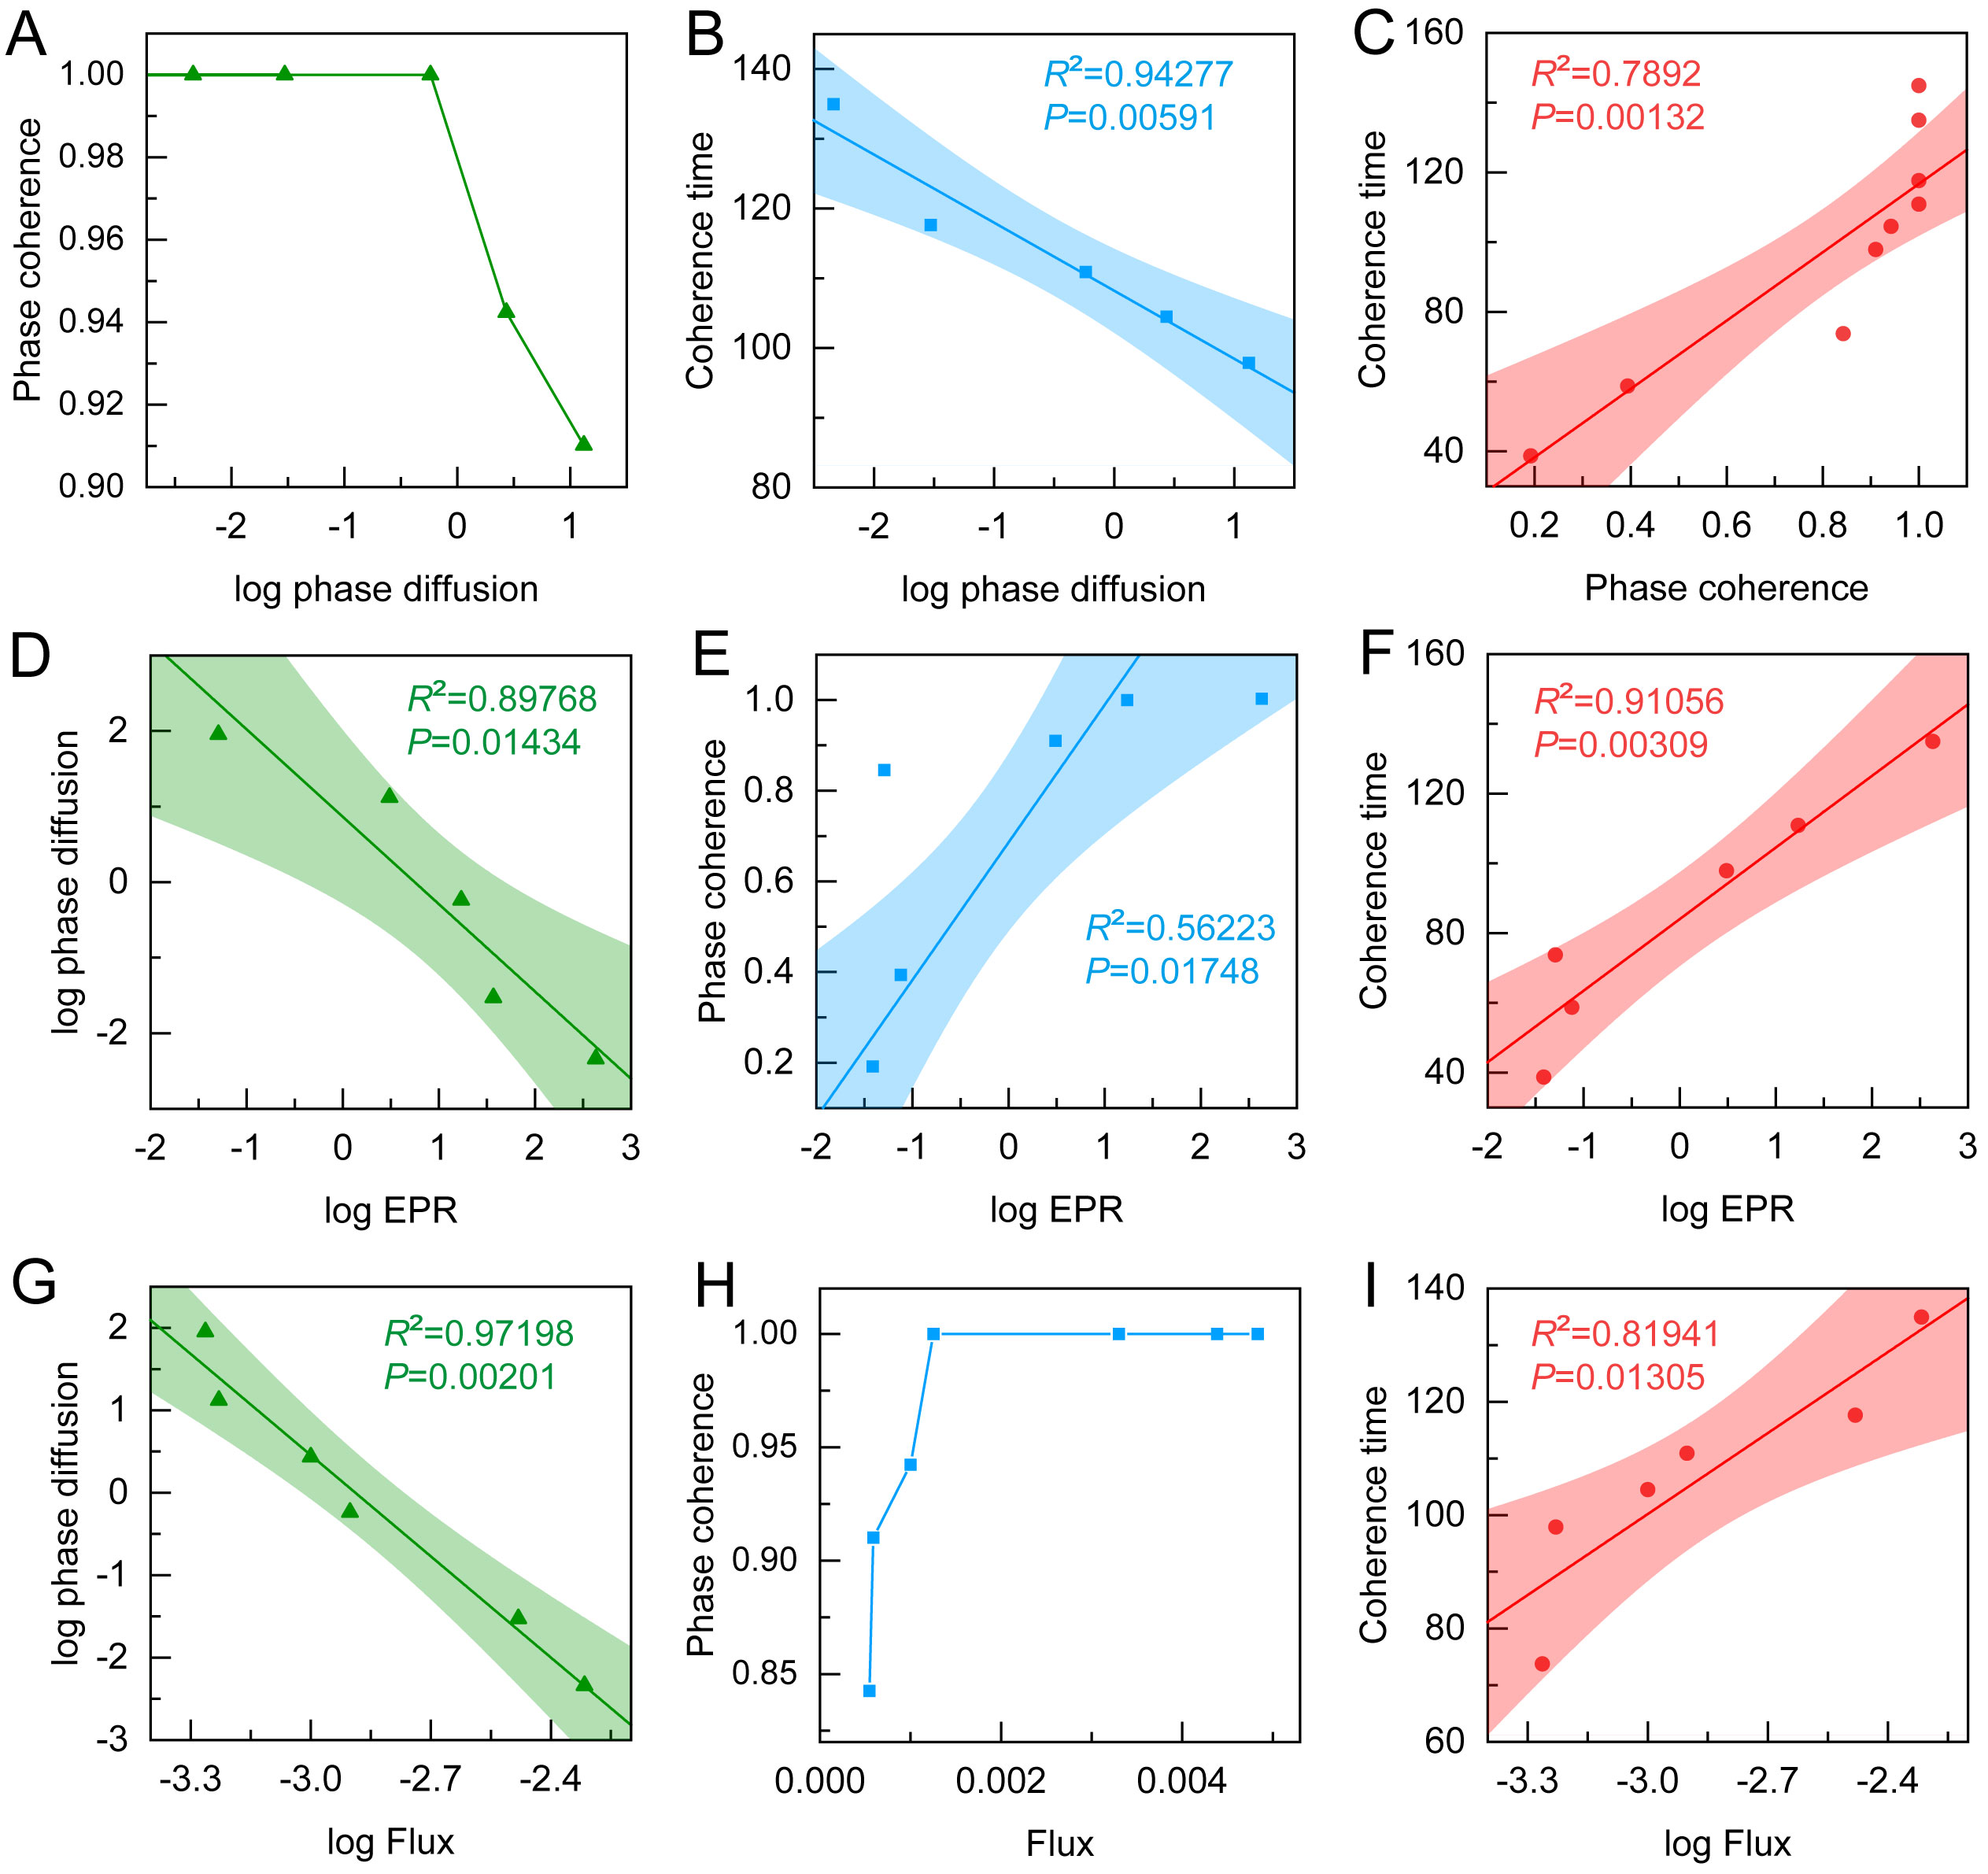 A
1.00
0.98
0.96
0.94
0.92
0.90
Phase coherence
-2 -1 0 1
log phase diffusion
B
R²=0.94277
P=0.00591
140
120
100
80
Coherence time
-2 -1 0 1
log phase diffusion
C
R²=0.7892
P=0.00132
160
120
80
40
Coherence time
0.2 0.4 0.6 0.8 1.0
Phase coherence
D
R²=0.89768
P=0.01434
2
0
-2
log phase diffusion
-2 -1 0 1 2 3
log EPR
E
1.0
0.8
0.6
0.4
0.2
Phase coherence
R²=0.56223
P=0.01748
-2 -1 0 1 2 3
log EPR
F
R²=0.91056
P=0.00309
160
120
80
40
Coherence time
-2 -1 0 1 2 3
log EPR
G
R²=0.97198
P=0.00201
2
1
0
-1
-2
-3
log phase diffusion
-3.3 -3.0 -2.7 -2.4
log Flux
H
1.00
0.95
0.90
0.85
Phase coherence
0.000 0.002 0.004
Flux
I
R²=0.81941
P=0.01305
140
120
100
80
60
Coherence time
-3.3 -3.0 -2.7 -2.4
log Flux